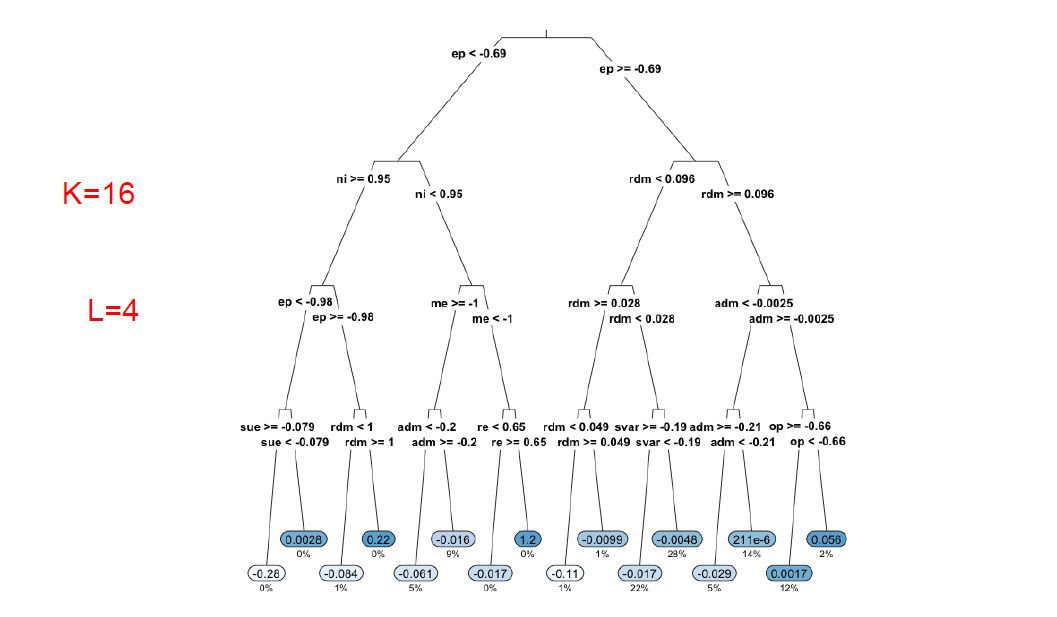 ep < -0.69
ep >= -0.69
ni >= 0.95
rdm < 0.096
K=16
ni < 0.95
rdm >= 0.096
L=4
ep < -0.98
me >= -1
rdm >= 0.028
adm < -0.0025
ep >= -0.98
me < -1
rdm < 0.028
adm >= -0.0025
sue >= -0.079
rdm < 1
adm < -0.2
re < 0.65
rdm < 0.049
svar >= -0.19
adm >= -0.21
op >= -0.66
sue < -0.079
rdm >= 1
adm >= -0.2
re >= 0.65
rdm >= 0.049
svar < -0.19
adm < -0.21
op < -0.66
0.0028
0.22
-0.016
1.2
-0.0099
-0.0048
211e-6
0.056
0%
0%
9%
0%
1%
28%
14%
2%
-0.28
-0.084
-0.061
-0.017
-0.11
-0.017
-0.029
0.0017
0%
1%
5%
0%
1%
22%
5%
12%